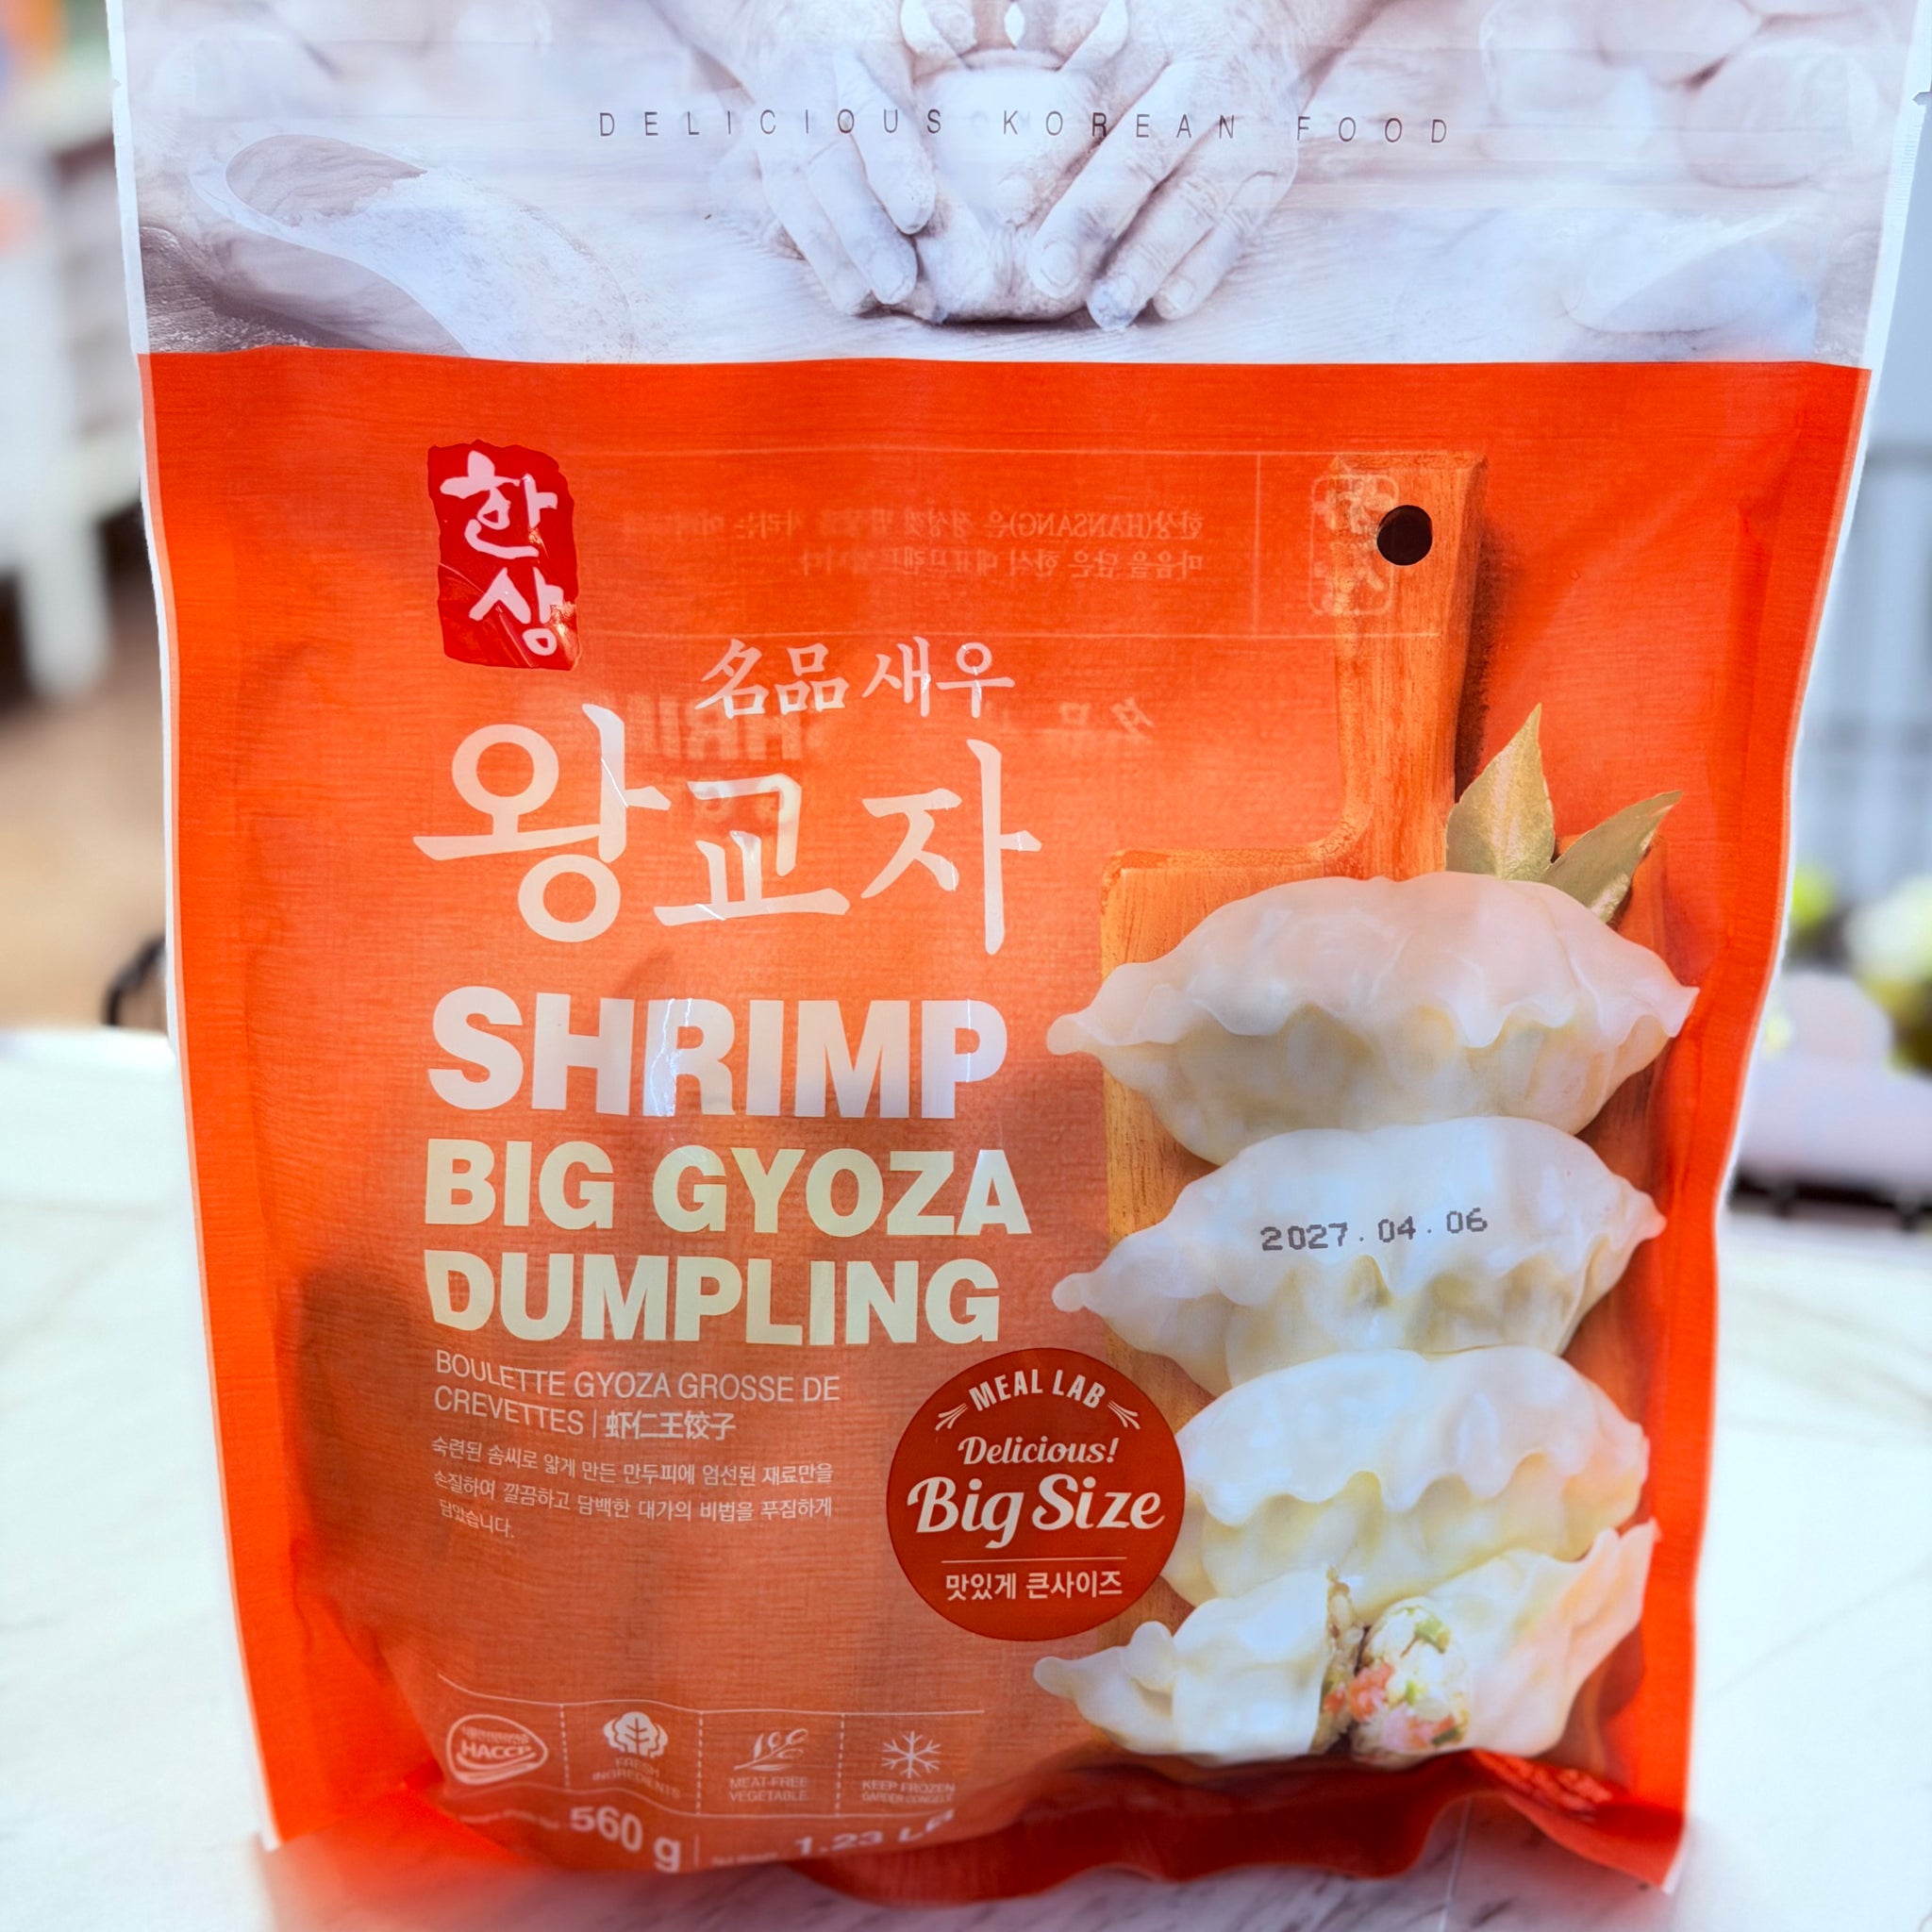 DELICIOUS KOREAN FOOD
한상
名品 새우
왕교자
SHRIMP
BIG GYOZA
DUMPLING
BOULETTE GYOZA GROSSE DE
CREVETTES | 虾仁王饺子
숙련된 솜씨로 얇게 만든 만두피에 엄선된 재료만을
손질하여 깔끔하고 담백한 대가의 비법을 푸짐하게
담았습니다.
2027.04.06
MEAL LAB
Delicious!
Big Size
맛있게 큰사이즈
HACCP
FRESH
INGREDIENTS
MEAT-FREE
VEGETABLE
KEEP FROZEN
GARDER CONGELÉ
560 g
1.23 LB